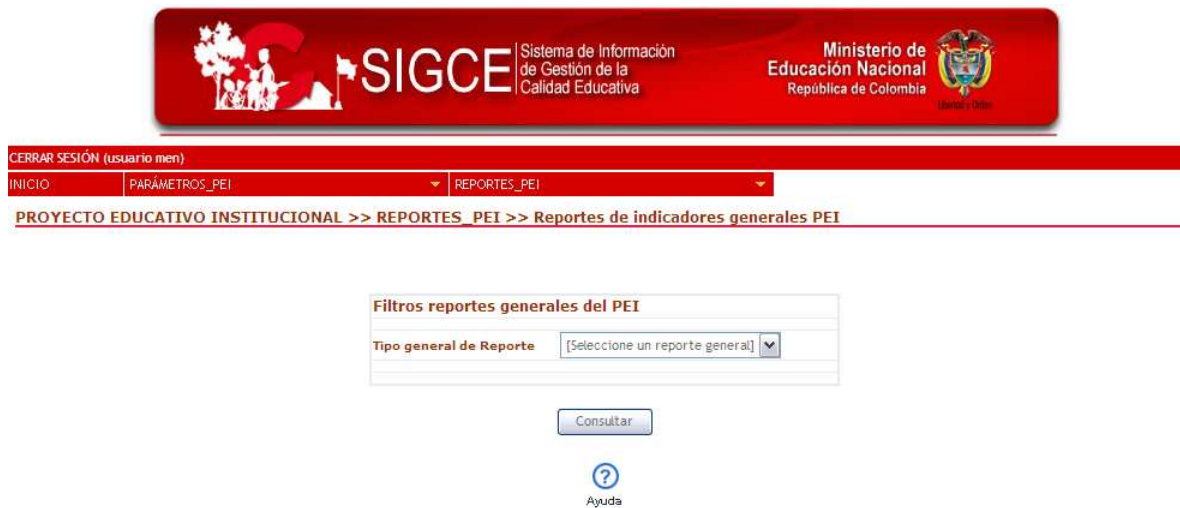 SIGCE
Sistema de Información
de Gestión de la
Calidad Educativa
Ministerio de
Educación Nacional
República de Colombia
Libertad y Orden
CERRAR SESIÓN (usuario men)
INICIO PARÁMETROS_PEI REPORTES_PEI
PROYECTO EDUCATIVO INSTITUCIONAL >> REPORTES_PEI >> Reportes de indicadores generales PEI
Filtros reportes generales del PEI
Tipo general de Reporte [Seleccione un reporte general]
Consultar
?
Ayuda